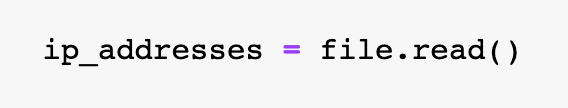 ip_addresses = file.read()